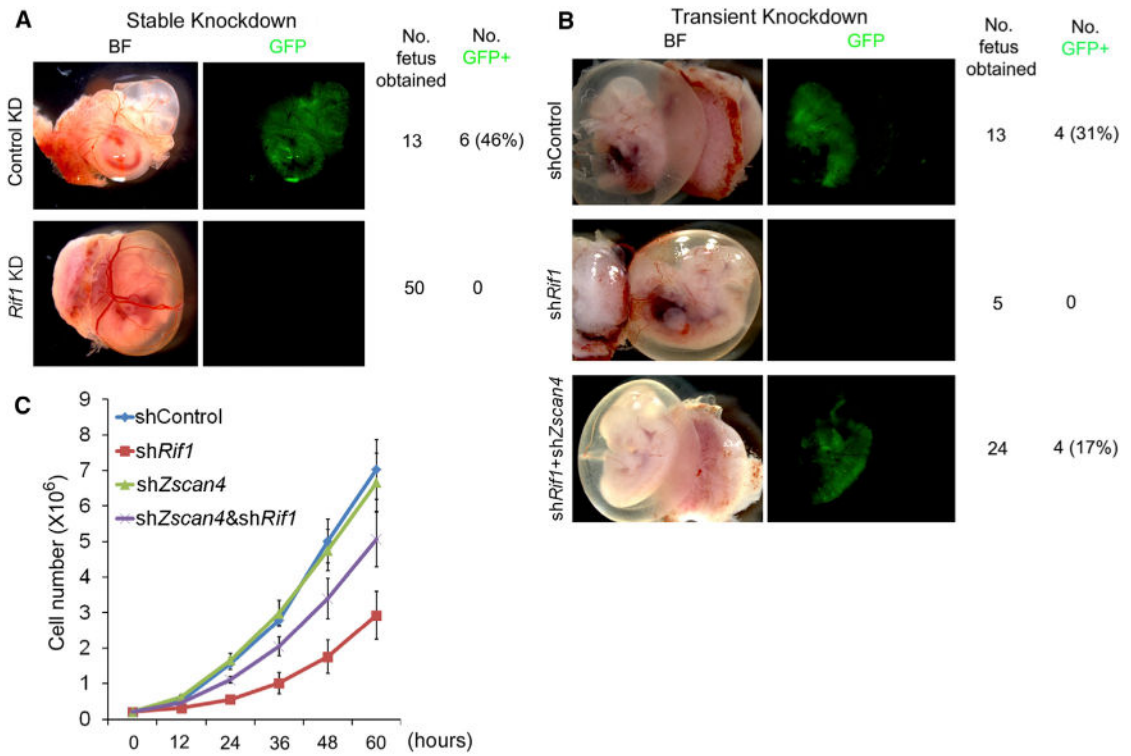 A
Stable Knockdown
BF
GFP
No. fetus obtained
No. GFP+
Control KD
13
6 (46%)
Rif1 KD
50
0
B
Transient Knockdown
BF
GFP
No. fetus obtained
No. GFP+
shControl
13
4 (31%)
shRif1
5
0
shRif1+shZscan4
24
4 (17%)
C
Cell number (X10⁶)
9
8
7
6
5
4
3
2
1
0
shControl
shRif1
shZscan4
shZscan4&shRif1
0 12 24 36 48 60 (hours)